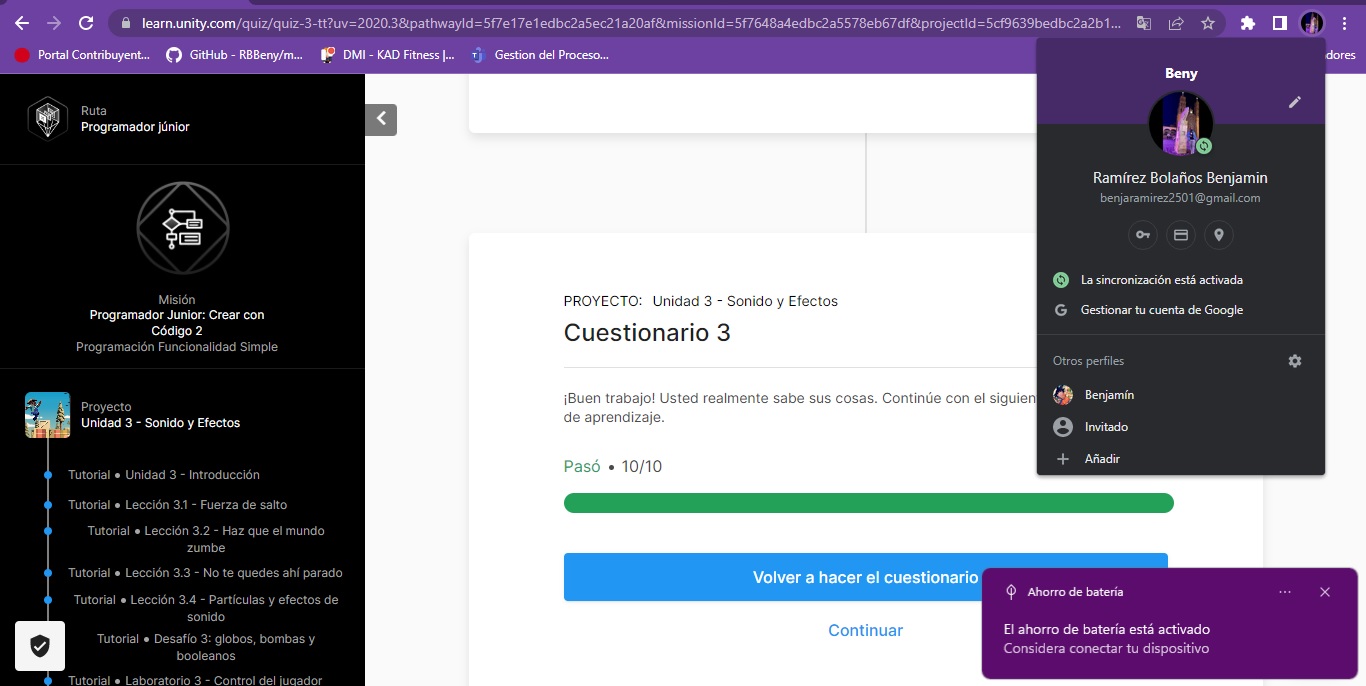 learn.unity.com/quiz/quiz-3-tt?uv=2020.3&pathwayId=5f7e17e1edbc2a5ec21a20af&missionId=5f7648a4edbc2a5578eb67df&projectId=5cf9639bedbc2a2b1...
Portal Contribuyent...
GitHub - RBBeny/m...
DMI - KAD Fitness |...
Gestion del Proceso...
dores
Ruta
Programador júnior
Misión
Programador Junior: Crear con
Código 2
Programación Funcionalidad Simple
Proyecto
Unidad 3 - Sonido y Efectos
Tutorial ● Unidad 3 - Introducción
Tutorial ● Lección 3.1 - Fuerza de salto
Tutorial ● Lección 3.2 - Haz que el mundo
zumbe
Tutorial ● Lección 3.3 - No te quedes ahí parado
Tutorial ● Lección 3.4 - Partículas y efectos de
sonido
Tutorial ● Desafío 3: globos, bombas y
booleanos
Tutorial ● Laboratorio 3 - Control del jugador
PROYECTO: Unidad 3 - Sonido y Efectos
Cuestionario 3
¡Buen trabajo! Usted realmente sabe sus cosas. Continúe con el siguien
de aprendizaje.
Pasó • 10/10
Volver a hacer el cuestionario
Continuar
Beny
Ramírez Bolaños Benjamin
benjaramirez2501@gmail.com
La sincronización está activada
Gestionar tu cuenta de Google
Otros perfiles
Benjamín
Invitado
Añadir
Ahorro de batería
El ahorro de batería está activado
Considera conectar tu dispositivo